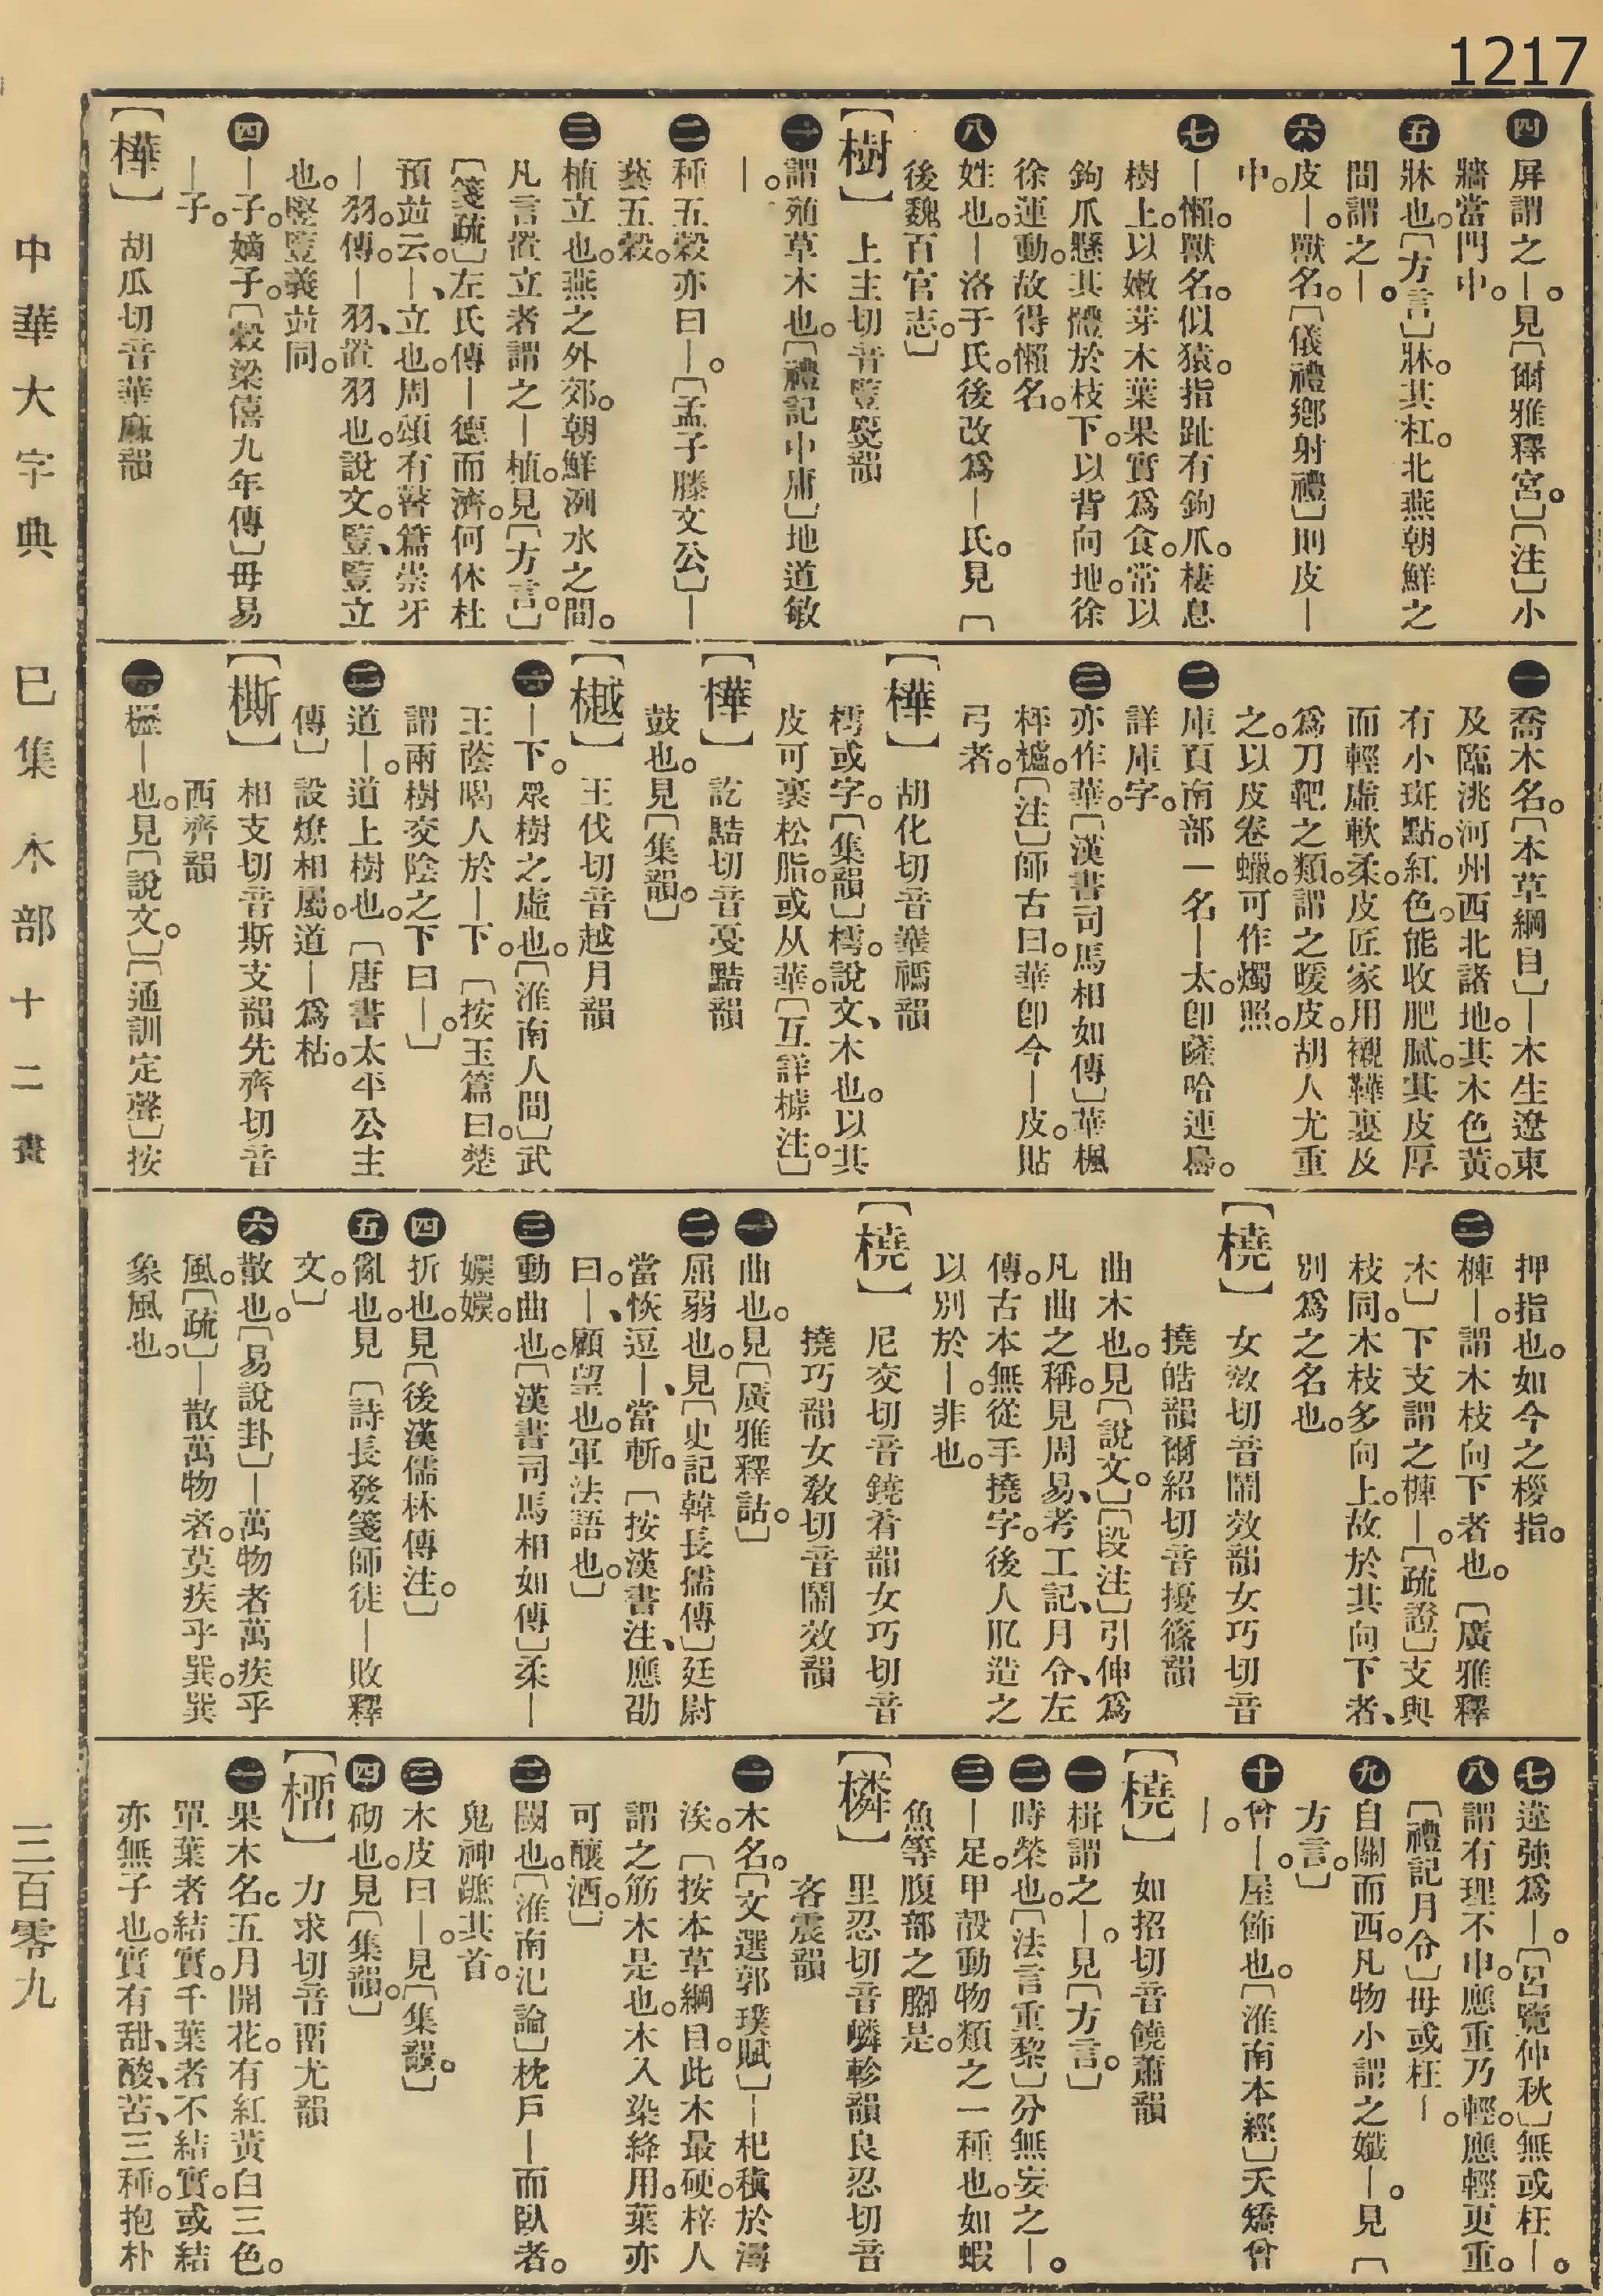 1217
四屏謂之｜。見〔爾雅釋宮。〕〔注〕小
牆當門中。
五牀也。〔方言〕牀。其杠。北燕朝鮮之
間謂之｜。
六皮｜。獸名。〔儀禮鄉射禮〕則皮｜
中。
七｜懶。獸名。似猿。指趾有鉤爪。棲息
樹上。以嫩芽木葉果實爲食。常以
鉤爪懸其體於枝下。以背向地。徐
徐運動。故得懶名。
八姓也。｜洛于氏。後改爲｜氏。見〔
後魏百官志。〕
〔樹〕上主切音豎麌韻
一謂殖草木也。〔禮記中庸〕地道敏
｜。
二種五穀亦曰｜。〔孟子滕文公〕｜
藝五穀。
三植立也。燕之外郊。朝鮮洌水之間。
凡言置立者謂之｜植。見〔方言。〕
〔箋疏〕左氏傳｜德而濟。何休杜
預竝云。｜、立也。周頌有瞽篇崇牙
｜羽。傳。｜羽、置羽也。說文。豎、豎立
也。豎豎義竝同。
四｜子。嫡子。〔穀梁僖九年傳〕毋易
｜子。
〔樺〕胡瓜切音華麻韻
一喬木名。〔本草綱目〕｜木生遼東
及臨洮河州西北諸地。其木色黃。
有小斑點。紅色。能收肥膩。其皮厚
而輕虛軟柔。皮匠家用襯鞾裏及
爲刀靶之類。謂之暖皮。胡人尤重
之。以皮卷蠟。可作燭照。
二庫頁南部一名｜太。卽薩哈連島。
詳庫字。
三亦作華。〔漢書司馬相如傳〕華楓
枰櫨。〔注〕師古曰。華卽今｜皮。貼
弓者。
〔樺〕胡化切音崋禡韻
樗或字。〔集韻〕樗。說文、木也。以其
皮可裹松脂。或从華。〔互詳樗注。〕
〔樺〕訖黠切音戞黠韻
鼓也。見〔集韻。〕
〔樾〕王伐切音越月韻
一｜下。眾樹之虛也。〔淮南人間〕武
王蔭暍人於｜下。〔按玉篇曰。楚
謂兩樹交陰之下曰｜。〕
二道｜。道上樹也。〔唐書太平公主
傳〕設燎相屬。道｜爲枯。
〔㯕〕相支切音斯支韻先齊切音
西齊韻
一榹｜也。見〔說文。〕〔通訓定聲〕按
押指也。如今之桚指。
二樥｜。謂木枝向下者也。〔廣雅釋
木〕下支謂之樥｜。〔疏證〕支與
枝同。木枝多向上。故於其向下者、
別爲之名也。
〔橈〕女敎切音鬧效韻女巧切音
撓皓韻爾紹切音擾篠韻
曲木也。見〔說文。〕〔段注〕引伸爲
凡曲之稱。見周易、考工記、月令、左
傳。古本無從手撓字。後人肊造之
以別於｜。非也。
〔橈〕尼交切音鐃肴韻女巧切音
撓巧韻女敎切音鬧效韻
一曲也。見〔廣雅釋詁。〕
二屈弱也。見〔史記韓長孺傳〕廷尉
當恢逗｜、當斬。〔按漢書注、應劭
曰。｜、顧望也。軍法語也。〕
三動曲也。〔漢書司馬相如傳〕柔｜
嬽嬽。
四折也。見〔後漢儒林傳注。〕
五亂也。見〔詩長發箋師徒｜敗釋
文。〕
六散也。〔易說卦〕｜萬物者莫疾乎
風。〔疏〕｜散萬物者。莫疾乎巽。巽
象風也。
七逆強爲｜。〔呂覽仲秋〕無或枉｜。
八謂有理不申。應重乃輕。應輕更重。
〔禮記月令〕毋或枉｜。
九自關而西。凡物小謂之孅｜。見〔
方言。〕
十曾｜。屋飾也。〔淮南本經〕夭矯曾
｜。
〔橈〕如招切音饒蕭韻
一楫謂之｜。見〔方言。〕
二時榮也。〔法言重黎〕分無妄之｜。
三｜足。甲殻動物類之一種也。如蝦
魚等腹部之腳是。
〔橉〕里忍切音嶙軫韻良忍切音
吝震韻
一木名。〔文選郭璞賦〕｜杞稹於潯
涘。〔按本草綱目。此木最硬。梓人
謂之筋木是也。木入染絳用。葉亦
可釀酒。〕
二閾也。〔淮南氾論〕枕戶｜而臥者。
鬼神蹠其首。
三木皮曰｜。見〔集韻。〕
四砌也。見〔集韻。〕
〔橊〕力求切音畱尤韻
一果木名。五月開花。有紅黃白三色。
單葉者結實。千葉者不結實。或結
亦無子也。實有甜、酸、苦、三種。抱朴
中華大字典　巳集　木部十二畫　三百零九